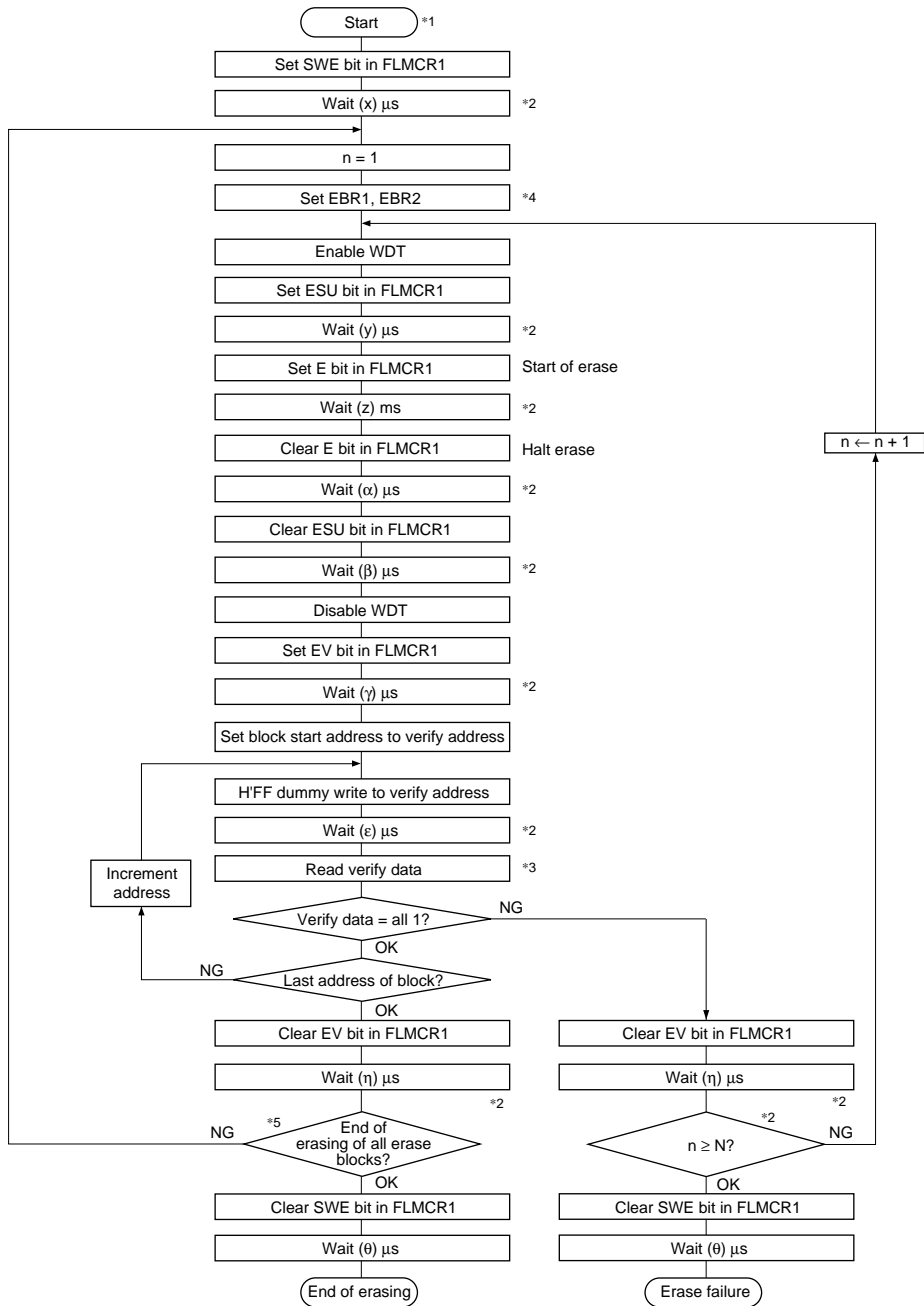 Start *1
Set SWE bit in FLMCR1
Wait (x) μs *2
n = 1
Set EBR1, EBR2 *4
Enable WDT
Set ESU bit in FLMCR1
Wait (y) μs *2
Set E bit in FLMCR1 Start of erase
Wait (z) ms *2
n ← n + 1
Clear E bit in FLMCR1 Halt erase
Wait (α) μs *2
Clear ESU bit in FLMCR1
Wait (β) μs *2
Disable WDT
Set EV bit in FLMCR1
Wait (γ) μs *2
Set block start address to verify address
H'FF dummy write to verify address
Wait (ε) μs *2
Read verify data *3
Increment
address
Verify data = all 1? NG
OK
NG Last address of block?
OK
Clear EV bit in FLMCR1 Clear EV bit in FLMCR1
Wait (η) μs Wait (η) μs
*2 *2
*5 *2
NG End of
erasing of all erase
blocks?
n ≥ N? NG
OK OK
Clear SWE bit in FLMCR1 Clear SWE bit in FLMCR1
Wait (θ) μs Wait (θ) μs
End of erasing Erase failure